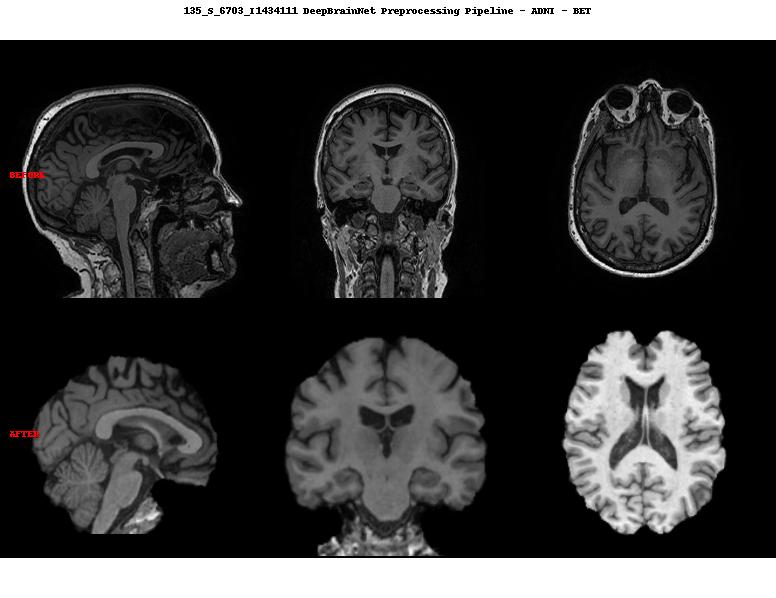 135_S_6703_I1434111 DeepBrainNet Preprocessing Pipeline - ADNI - BET
BEFORE
AFTER